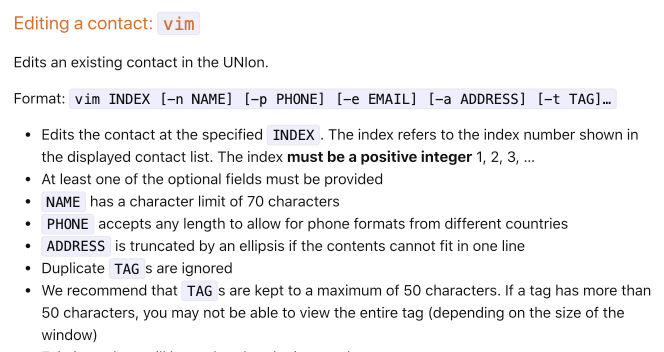 Editing a contact: vim
Edits an existing contact in the UNIon.
Format: vim INDEX [-n NAME] [-p PHONE] [-e EMAIL] [-a ADDRESS] [-t TAG]…
• Edits the contact at the specified INDEX. The index refers to the index number shown in
the displayed contact list. The index must be a positive integer 1, 2, 3, …
• At least one of the optional fields must be provided
• NAME has a character limit of 70 characters
• PHONE accepts any length to allow for phone formats from different countries
• ADDRESS is truncated by an ellipsis if the contents cannot fit in one line
• Duplicate TAGs are ignored
• We recommend that TAGs are kept to a maximum of 50 characters. If a tag has more than
50 characters, you may not be able to view the entire tag (depending on the size of the
window)